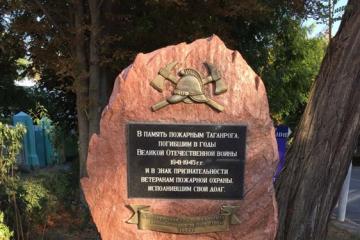 В ПАМЯТЬ ПОЖАРНЫМ ТАГАНРОГА,
ПОГИБШИМ В ГОДЫ
ВЕЛИКОЙ ОТЕЧЕСТВЕННОЙ ВОЙНЫ
1941-1945 г.г.
И В ЗНАК ПРИЗНАТЕЛЬНОСТИ
ВЕТЕРАНАМ ПОЖАРНОЙ ОХРАНЫ,
ИСПОЛНИВШИМ СВОЙ ДОЛГ.